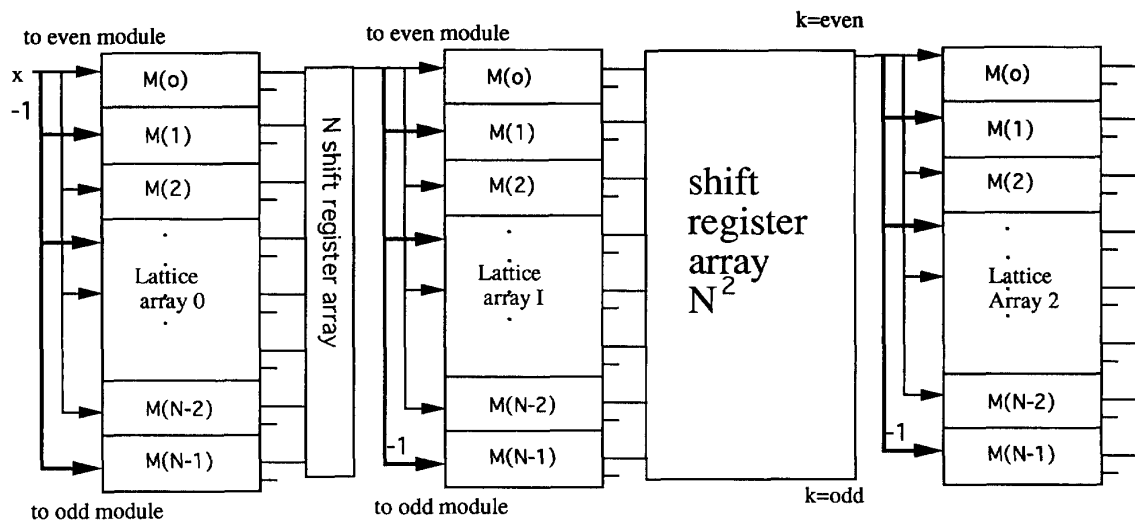 to even module
x
-1
M(o)
M(1)
M(2)
Lattice
array 0
M(N-2)
M(N-1)
to odd module
N shift register array
to even module
M(o)
M(1)
M(2)
Lattice
array I
M(N-2)
-1
M(N-1)
to odd module
shift
register
array
N²
k=even
k=odd
M(o)
M(1)
M(2)
Lattice
Array 2
M(N-2)
-1
M(N-1)